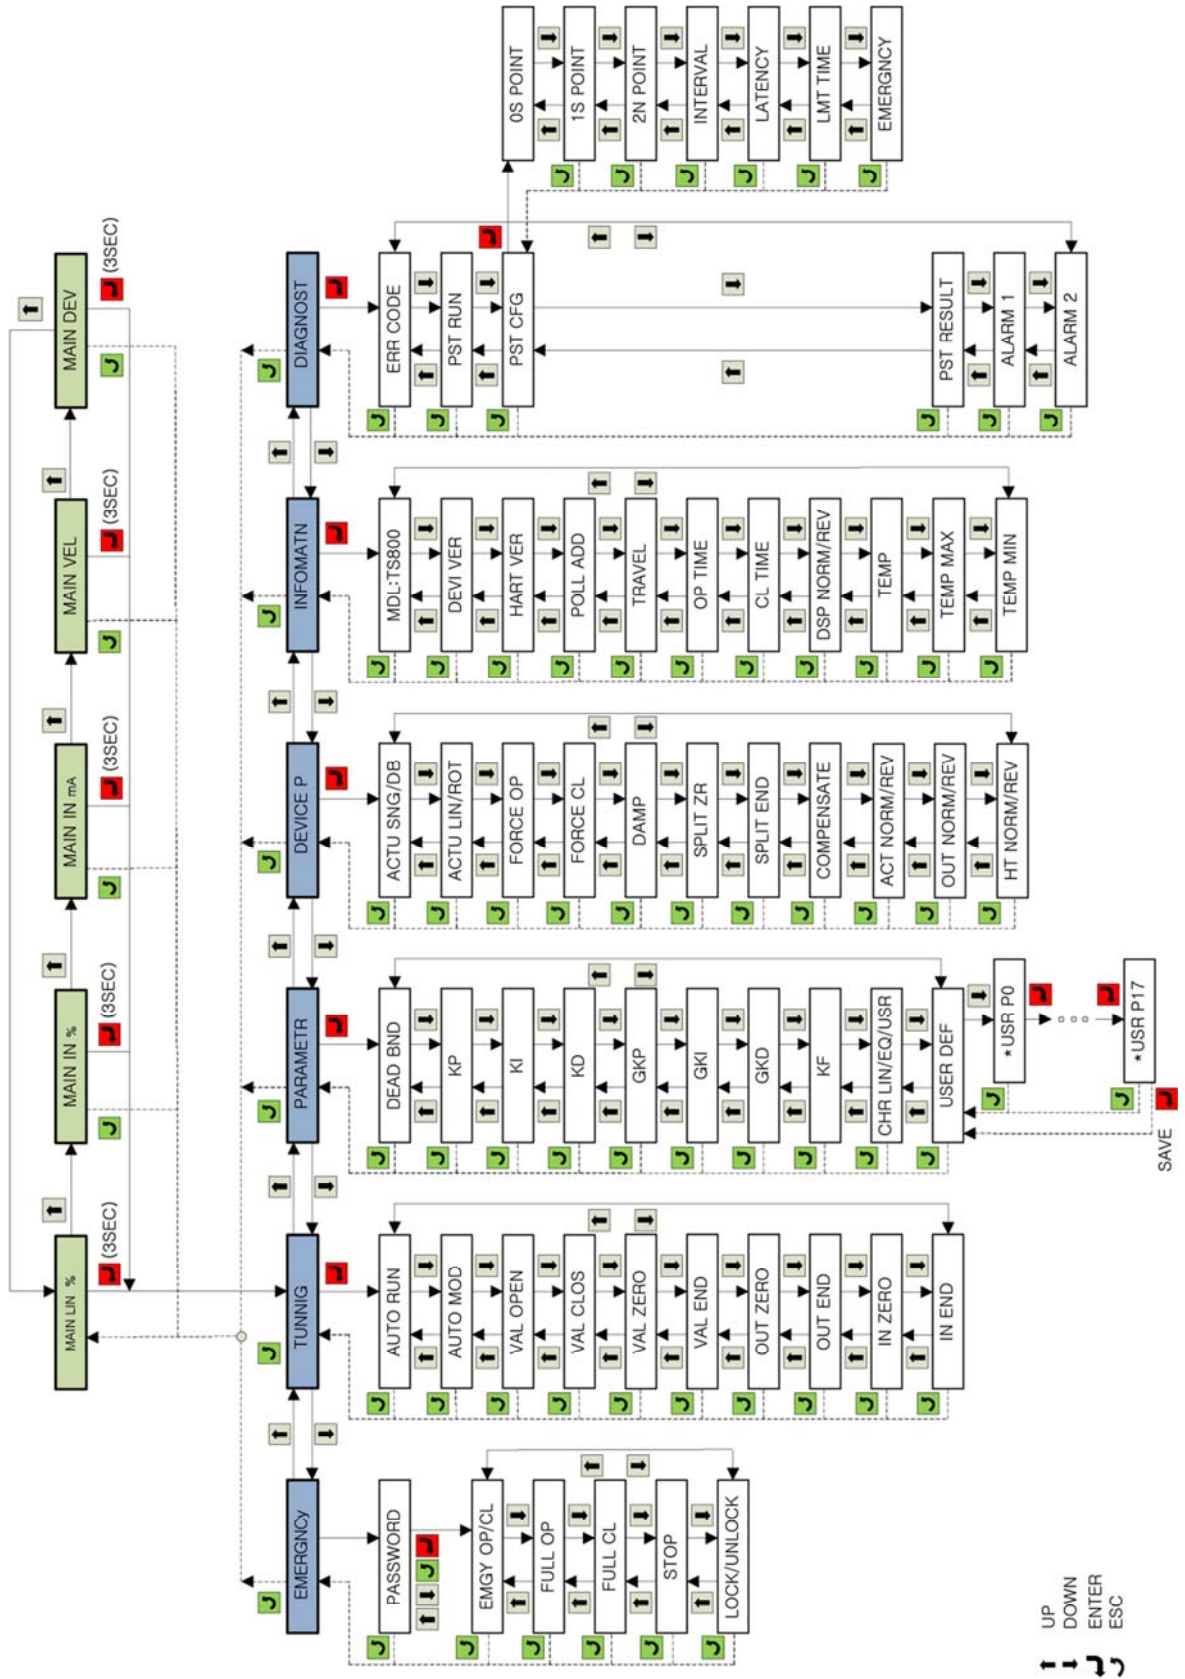 MAIN LIN %
MAIN IN %
MAIN IN mA
MAIN VEL
MAIN DEV
(3SEC)
(3SEC)
(3SEC)
(3SEC)
(3SEC)
EMERGNCy
TUNNIG
PARAMETR
DEVICE P
INFOMATN
DIAGNOST
PASSWORD
EMGY OP/CL
FULL OP
FULL CL
STOP
LOCK/UNLOCK
AUTO RUN
AUTO MOD
VAL OPEN
VAL CLOS
VAL ZERO
VAL END
OUT ZERO
OUT END
IN ZERO
IN END
DEAD BND
KP
KI
KD
GKP
GKI
GKD
KF
CHR LIN/EQ/USR
USER DEF
*USR P0
*USR P17
SAVE
ACTU SNG/DB
ACTU LIN/ROT
FORCE OP
FORCE CL
DAMP
SPLIT ZR
SPLIT END
COMPENSATE
ACT NORM/REV
OUT NORM/REV
HT NORM/REV
MDL:TS800
DEVI VER
HART VER
POLL ADD
TRAVEL
OP TIME
CL TIME
DSP NORM/REV
TEMP
TEMP MAX
TEMP MIN
ERR CODE
PST RUN
PST CFG
PST RESULT
ALARM 1
ALARM 2
0S POINT
1S POINT
2N POINT
INTERVAL
LATENCY
LMT TIME
EMERGNCY
UP
DOWN
ENTER
ESC